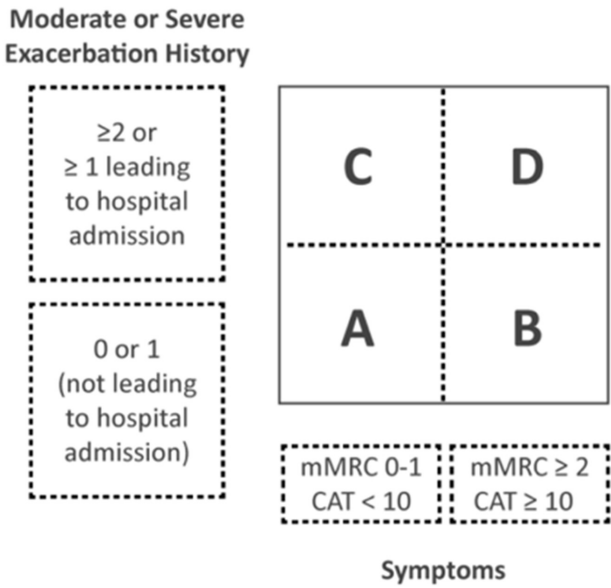 Moderate or Severe
Exacerbation History
≥2 or
≥ 1 leading
to hospital
admission
C
D
0 or 1
(not leading
to hospital
admission)
A
B
mMRC 0-1
CAT < 10
mMRC ≥ 2
CAT ≥ 10
Symptoms